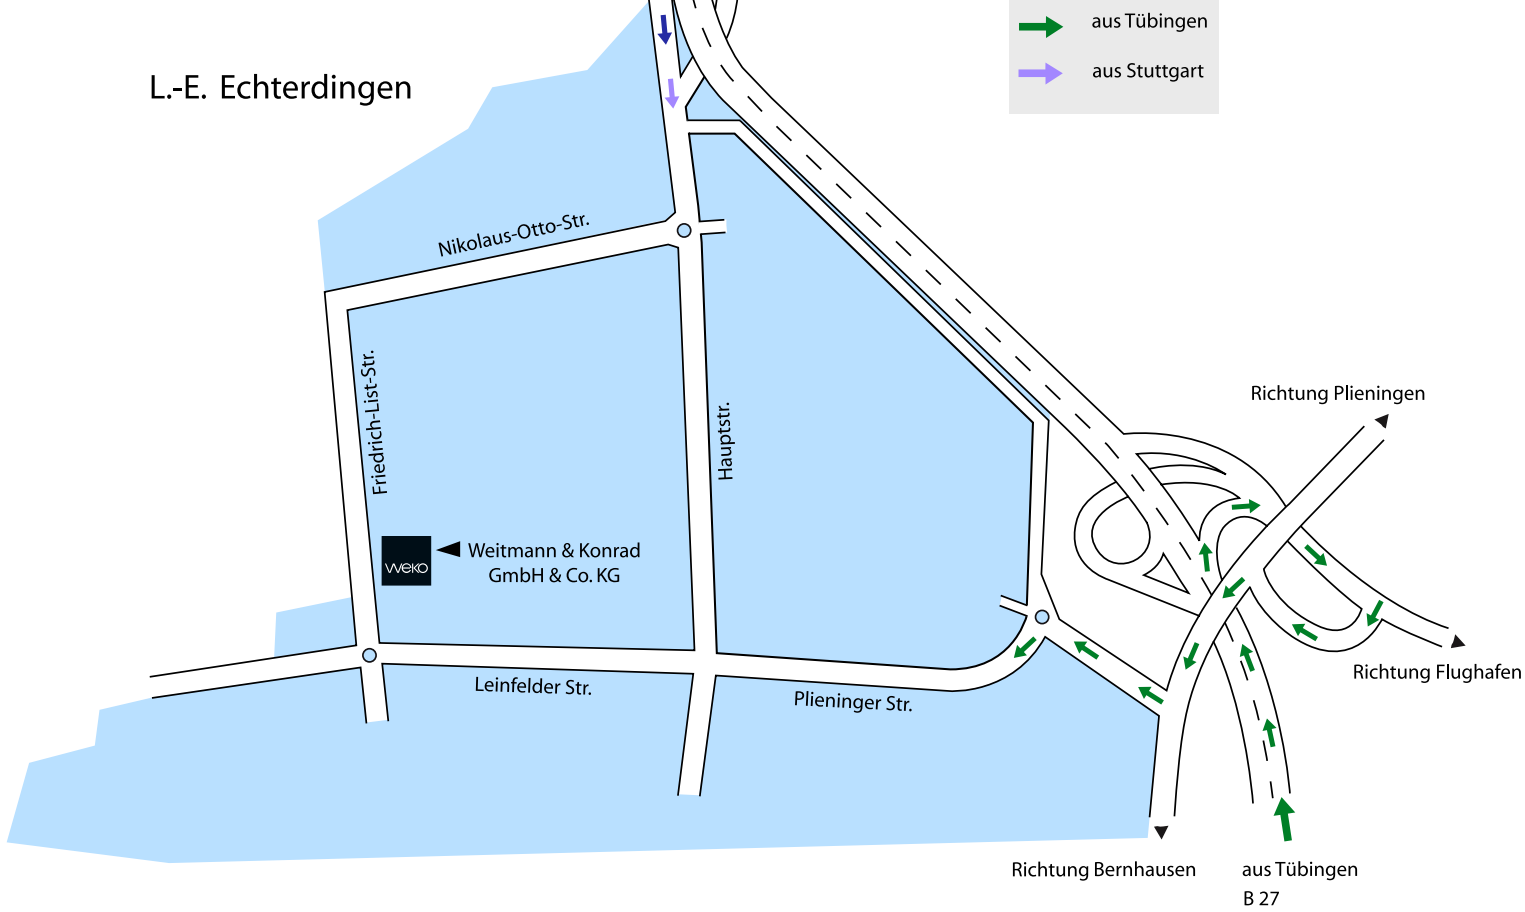 aus Tübingen
aus Stuttgart
L.-E. Echterdingen
Nikolaus-Otto-Str.
Friedrich-List-Str.
Hauptstr.
Richtung Plieningen
weko
Weitmann & Konrad
GmbH & Co. KG
Richtung Flughafen
Leinfelder Str.
Plieninger Str.
Richtung Bernhausen
aus Tübingen
B 27